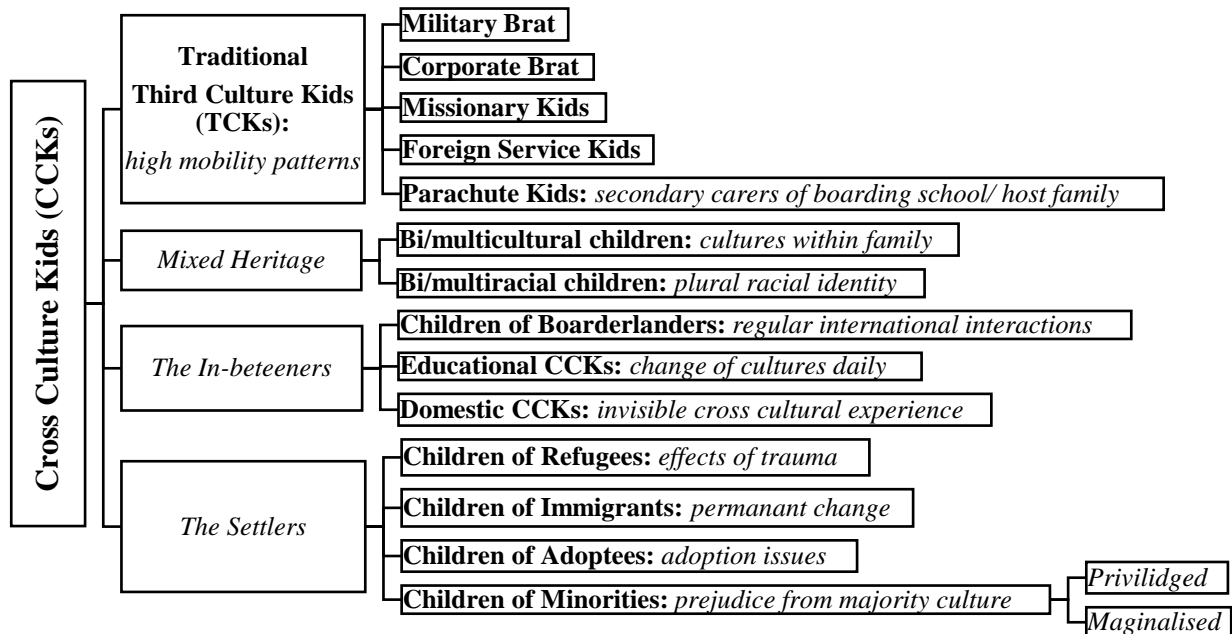 Cross Culture Kids (CCKs)
Traditional
Third Culture Kids
(TCKs):
high mobility patterns
Military Brat
Corporate Brat
Missionary Kids
Foreign Service Kids
Parachute Kids: secondary carers of boarding school/ host family
Mixed Heritage
Bi/multicultural children: cultures within family
Bi/multiracial children: plural racial identity
The In-beteeners
Children of Boarderlanders: regular international interactions
Educational CCKs: change of cultures daily
Domestic CCKs: invisible cross cultural experience
The Settlers
Children of Refugees: effects of trauma
Children of Immigrants: permanant change
Children of Adoptees: adoption issues
Children of Minorities: prejudice from majority culture
Privilidged
Maginalised